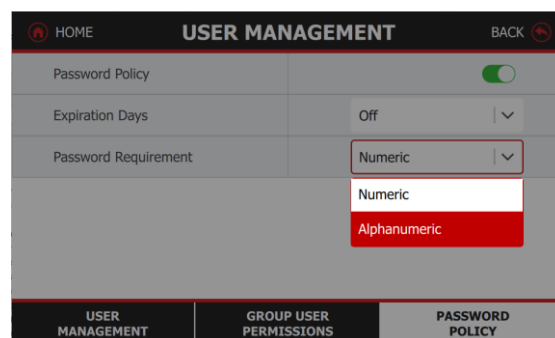 HOME USER MANAGEMENT BACK
Password Policy
Expiration Days Off
Password Requirement Numeric
Numeric
Alphanumeric
USER MANAGEMENT
GROUP USER PERMISSIONS
PASSWORD POLICY